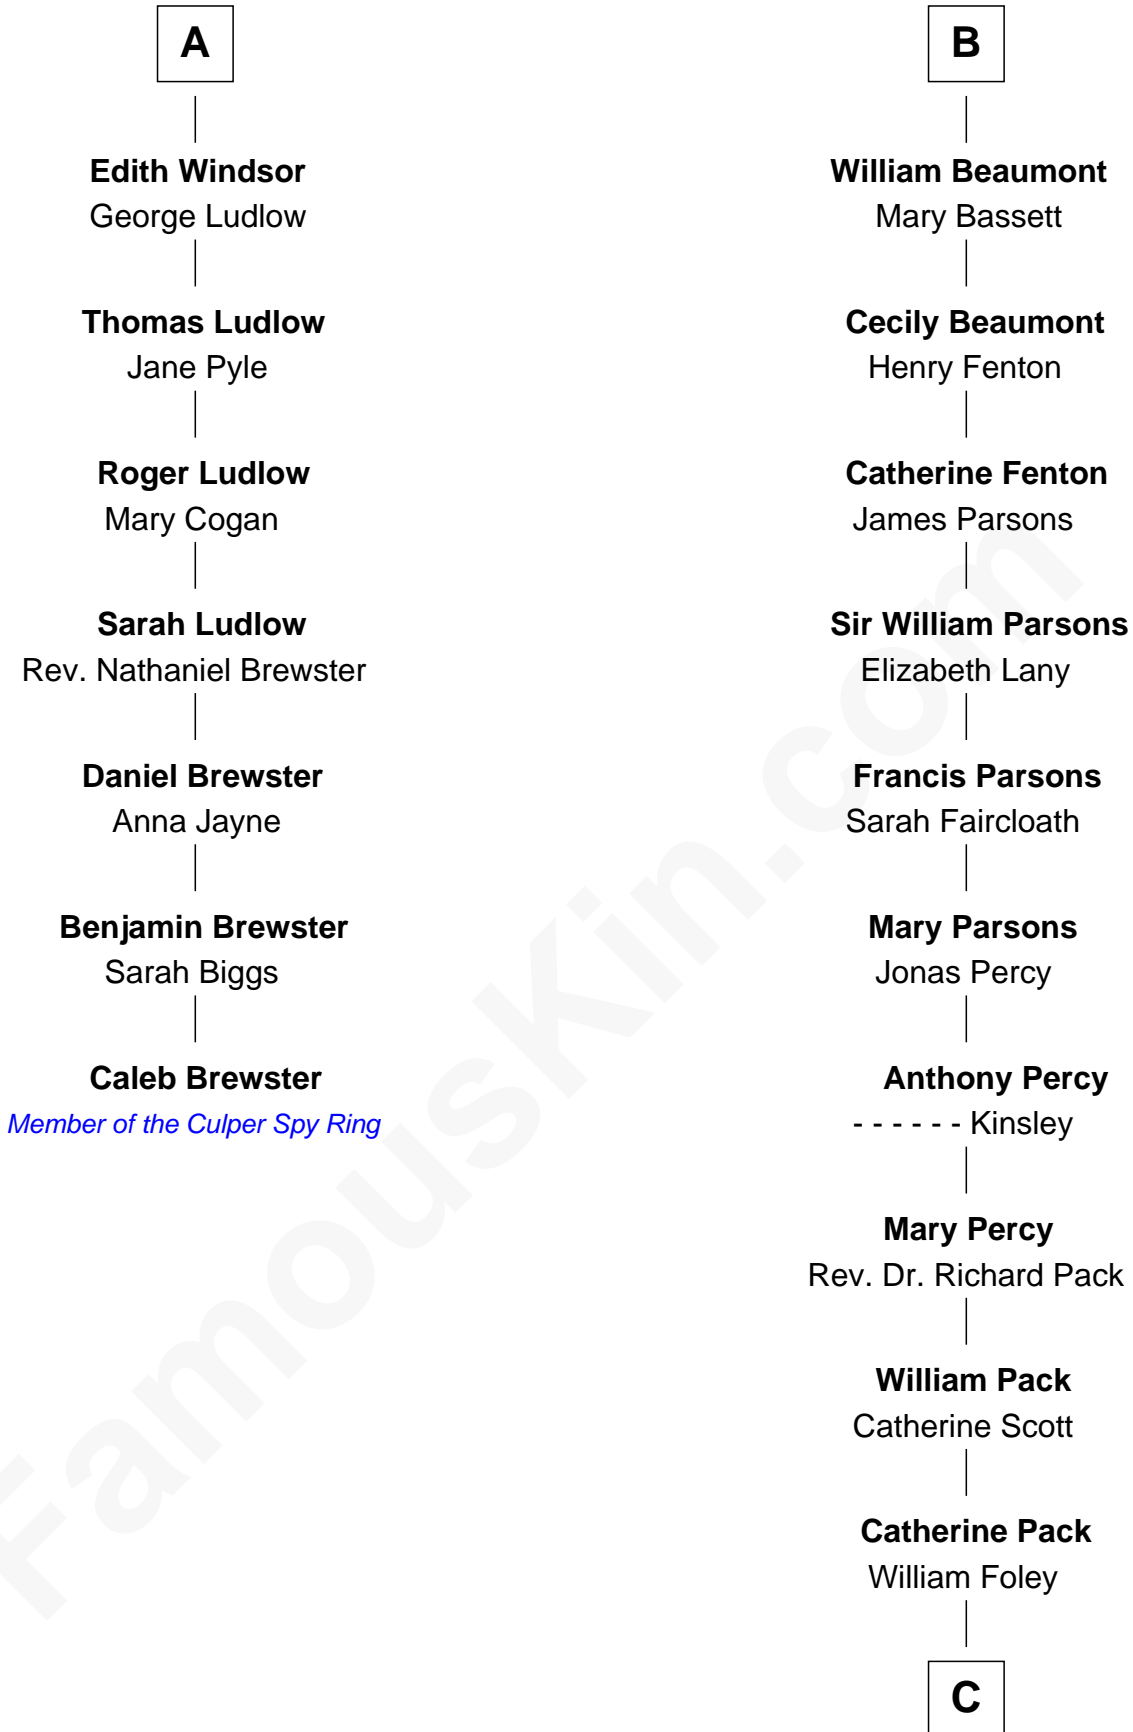 A
Edith Windsor
George Ludlow
Thomas Ludlow
Jane Pyle
Roger Ludlow
Mary Cogan
Sarah Ludlow
Rev. Nathaniel Brewster
Daniel Brewster
Anna Jayne
Benjamin Brewster
Sarah Biggs
Caleb Brewster
Member of the Culper Spy Ring
B
William Beaumont
Mary Bassett
Cecily Beaumont
Henry Fenton
Catherine Fenton
James Parsons
Sir William Parsons
Elizabeth Lany
Francis Parsons
Sarah Faircloath
Mary Parsons
Jonas Percy
Anthony Percy
- - - - - - Kinsley
Mary Percy
Rev. Dr. Richard Pack
William Pack
Catherine Scott
Catherine Pack
William Foley
C
FamousKin.com